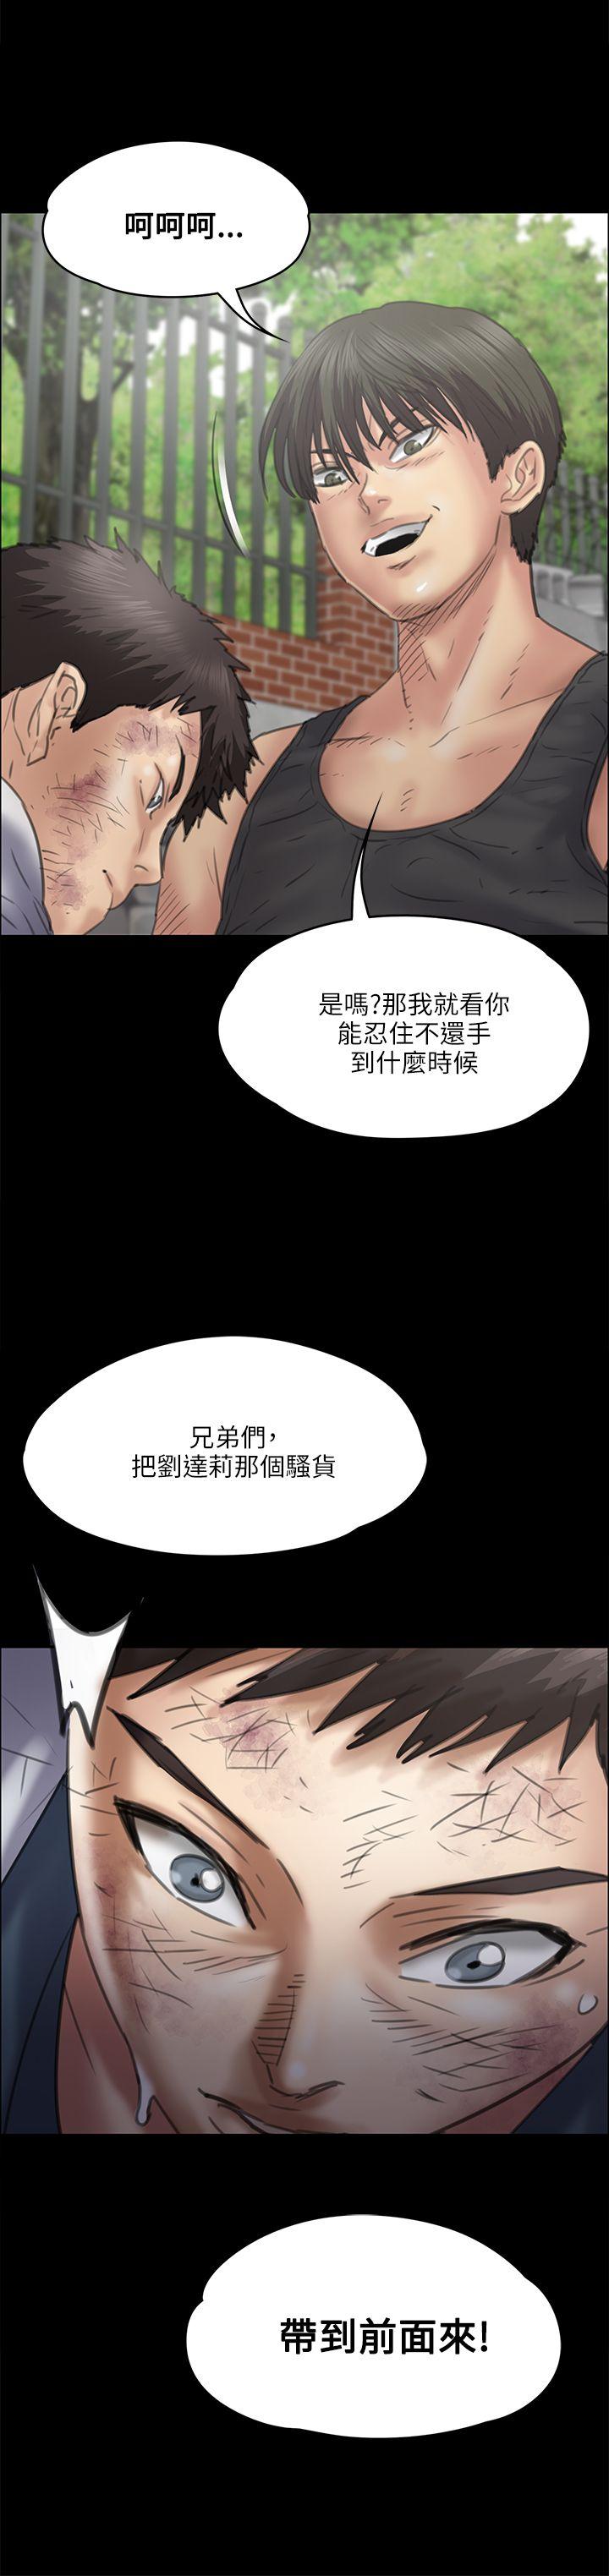 呵呵呵...
是嗎?那我就看你
能忍住不還手
到什麼時候
兄弟們，
把劉達莉那個騷貨
帶到前面來!